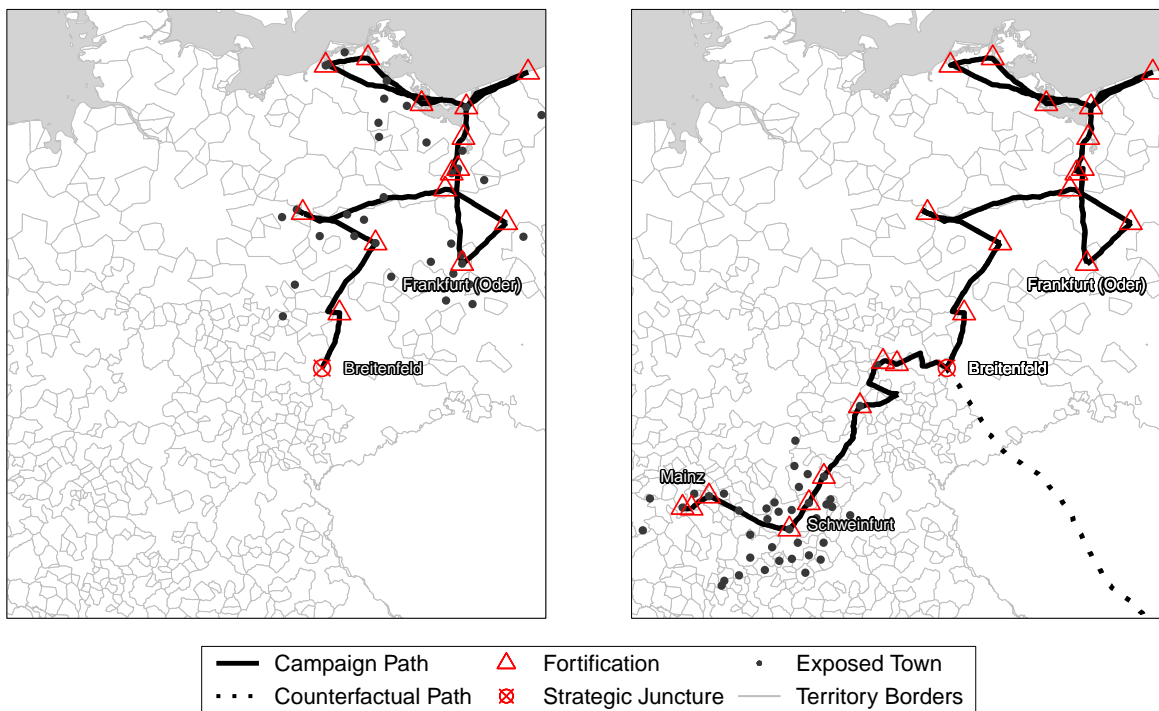 Frankfurt (Oder)
Breitenfeld
Frankfurt (Oder)
Breitenfeld
Mainz
Schweinfurt
Campaign Path
Fortification
Exposed Town
Counterfactual Path
Strategic Juncture
Territory Borders